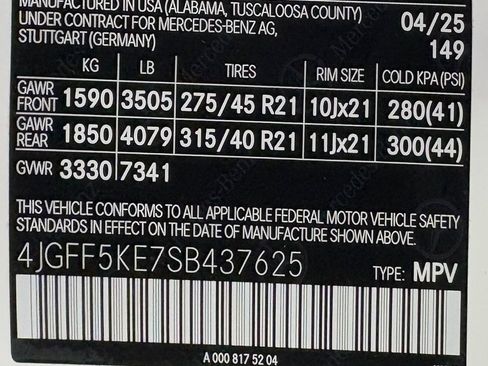 MANUFACTURED IN USA (ALABAMA, TUSCALOOSA COUNTY)
UNDER CONTRACT FOR MERCEDES-BENZ AG, 04/25
STUTTGART (GERMANY) 149
KG LB TIRES RIM SIZE COLD KPA (PSI)
GAWR FRONT 1590 3505 275/45 R21 10Jx21 280(41)
GAWR REAR 1850 4079 315/40 R21 11Jx21 300(44)
GVWR 3330 7341
THIS VEHICLE CONFORMS TO ALL APPLICABLE FEDERAL MOTOR VEHICLE SAFETY
STANDARDS IN EFFECT ON THE DATE OF MANUFACTURE SHOWN ABOVE.
4JGFF5KE7SB437625 TYPE: MPV
A 000 817 52 04